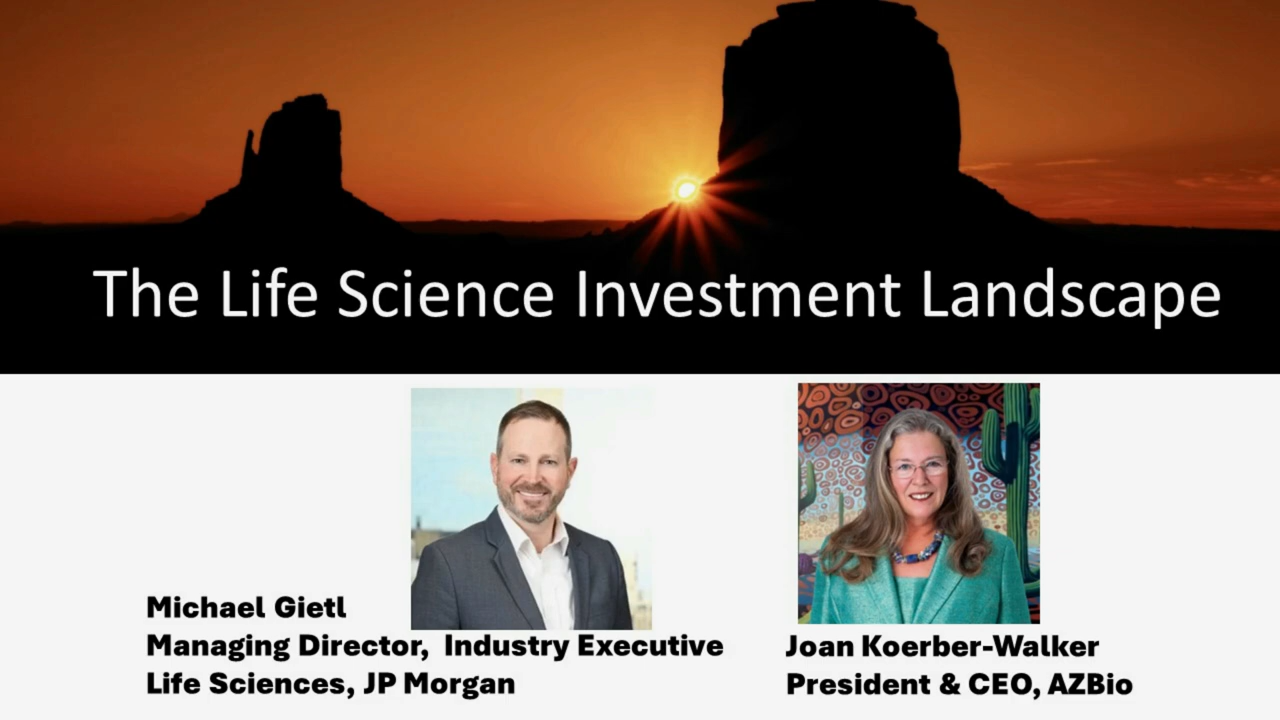 The Life Science Investment Landscape
Michael Gietl
Managing Director, Industry Executive
Life Sciences, JP Morgan
Joan Koerber-Walker
President & CEO, AZBio